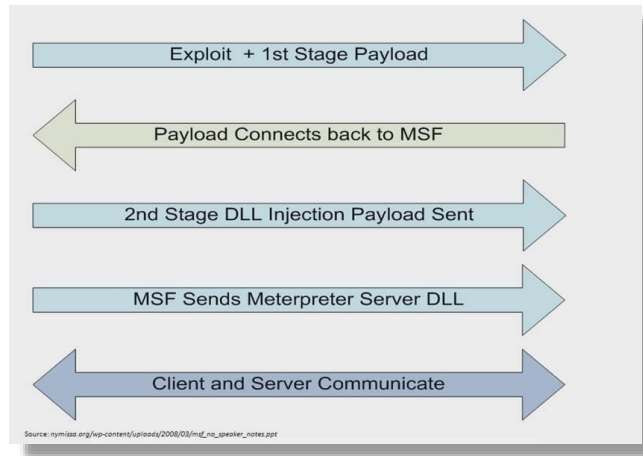 Exploit + 1st Stage Payload
Payload Connects back to MSF
2nd Stage DLL Injection Payload Sent
MSF Sends Meterpreter Server DLL
Client and Server Communicate
Source: nymissa.org/wp-content/uploads/2008/03/msf_no_speaker_notes.ppt